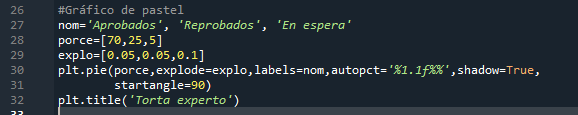 26 #Gráfico de pastel
27 nom='Aprobados', 'Reprobados', 'En espera'
28 porce=[70,25,5]
29 explo=[0.05,0.05,0.1]
30 plt.pie(porce,explode=explo,labels=nom,autopct='%1.1f%%',shadow=True,
31 startangle=90)
32 plt.title('Torta experto')
33